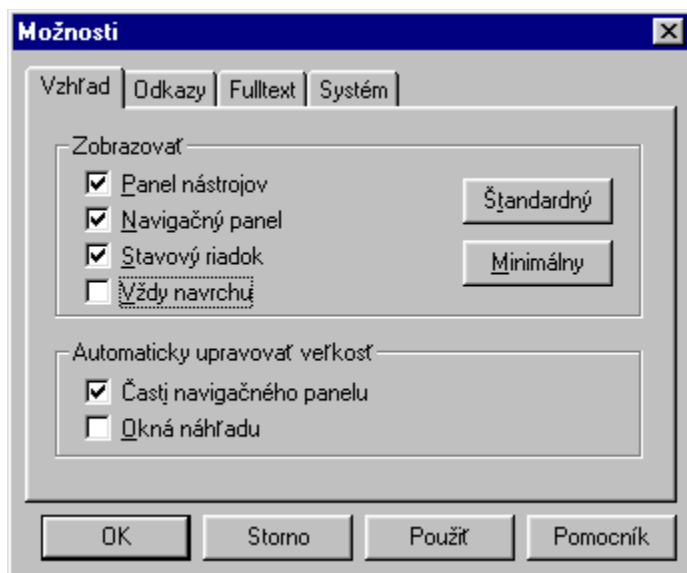 Možnosti
Vzhľad Odkazy Fulltext Systém
Zobrazovať
Panel nástrojov
Navigačný panel
Stavový riadok
Vždy navrchu
Štandardný
Minimálny
Automaticky upravovať veľkosť
Časti navigačného panelu
Okná náhľadu
OK Storno Použiť Pomocník